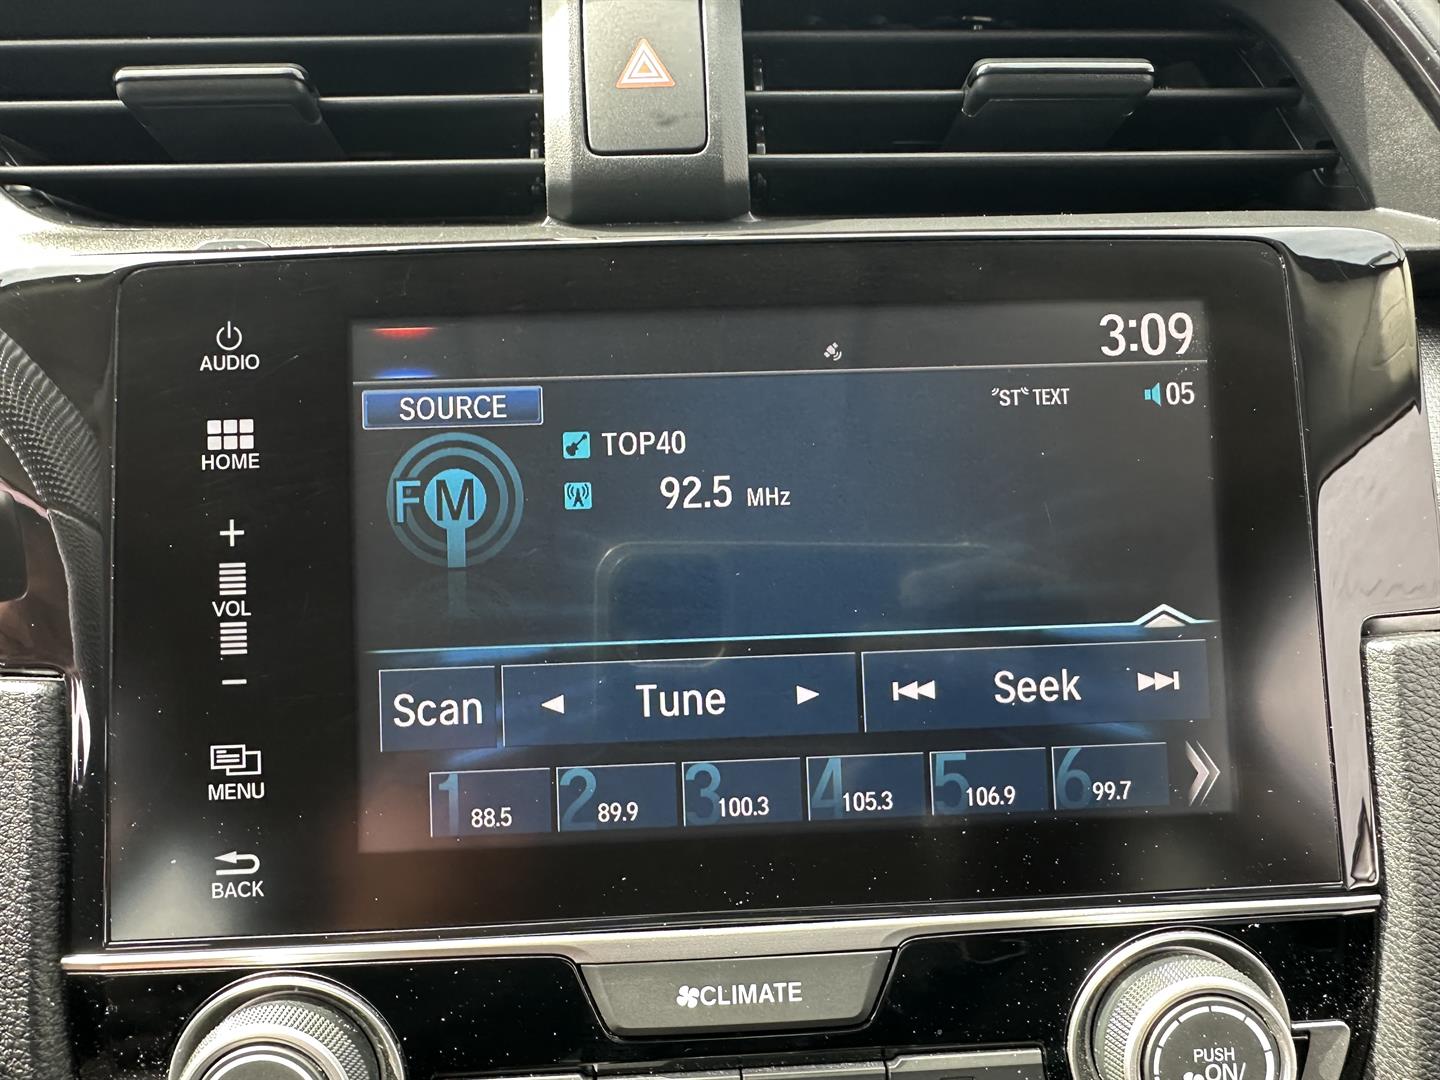 AUDIO
HOME
+
VOL
−
MENU
BACK
3:09
SOURCE
"ST" TEXT
05
FM
TOP40
92.5 MHz
Scan
Tune
Seek
1 88.5
2 89.9
3 100.3
4 105.3
5 106.9
6 99.7
CLIMATE
PUSH
ON/